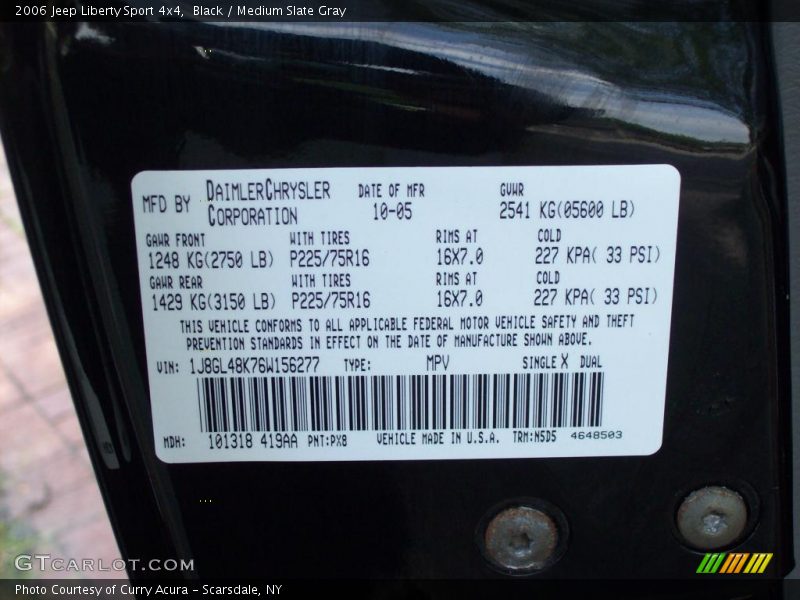 2006 Jeep Liberty Sport 4x4, Black / Medium Slate Gray
MFD BY DAIMLERCHRYSLER CORPORATION DATE OF MFR 10-05 GVWR 2541 KG(05600 LB)
GAWR FRONT WITH TIRES RIMS AT COLD
1248 KG(2750 LB) P225/75R16 16X7.0 227 KPA( 33 PSI)
GAWR REAR WITH TIRES RIMS AT COLD
1429 KG(3150 LB) P225/75R16 16X7.0 227 KPA( 33 PSI)
THIS VEHICLE CONFORMS TO ALL APPLICABLE FEDERAL MOTOR VEHICLE SAFETY AND THEFT
PREVENTION STANDARDS IN EFFECT ON THE DATE OF MANUFACTURE SHOWN ABOVE.
VIN: 1J8GL48K76W156277 TYPE: MPV SINGLE X DUAL
MDH: 101318 419AA PNT:PX8 VEHICLE MADE IN U.S.A. TRM:N5D5 4648503
GTCARLOT.COM
Photo Courtesy of Curry Acura - Scarsdale, NY